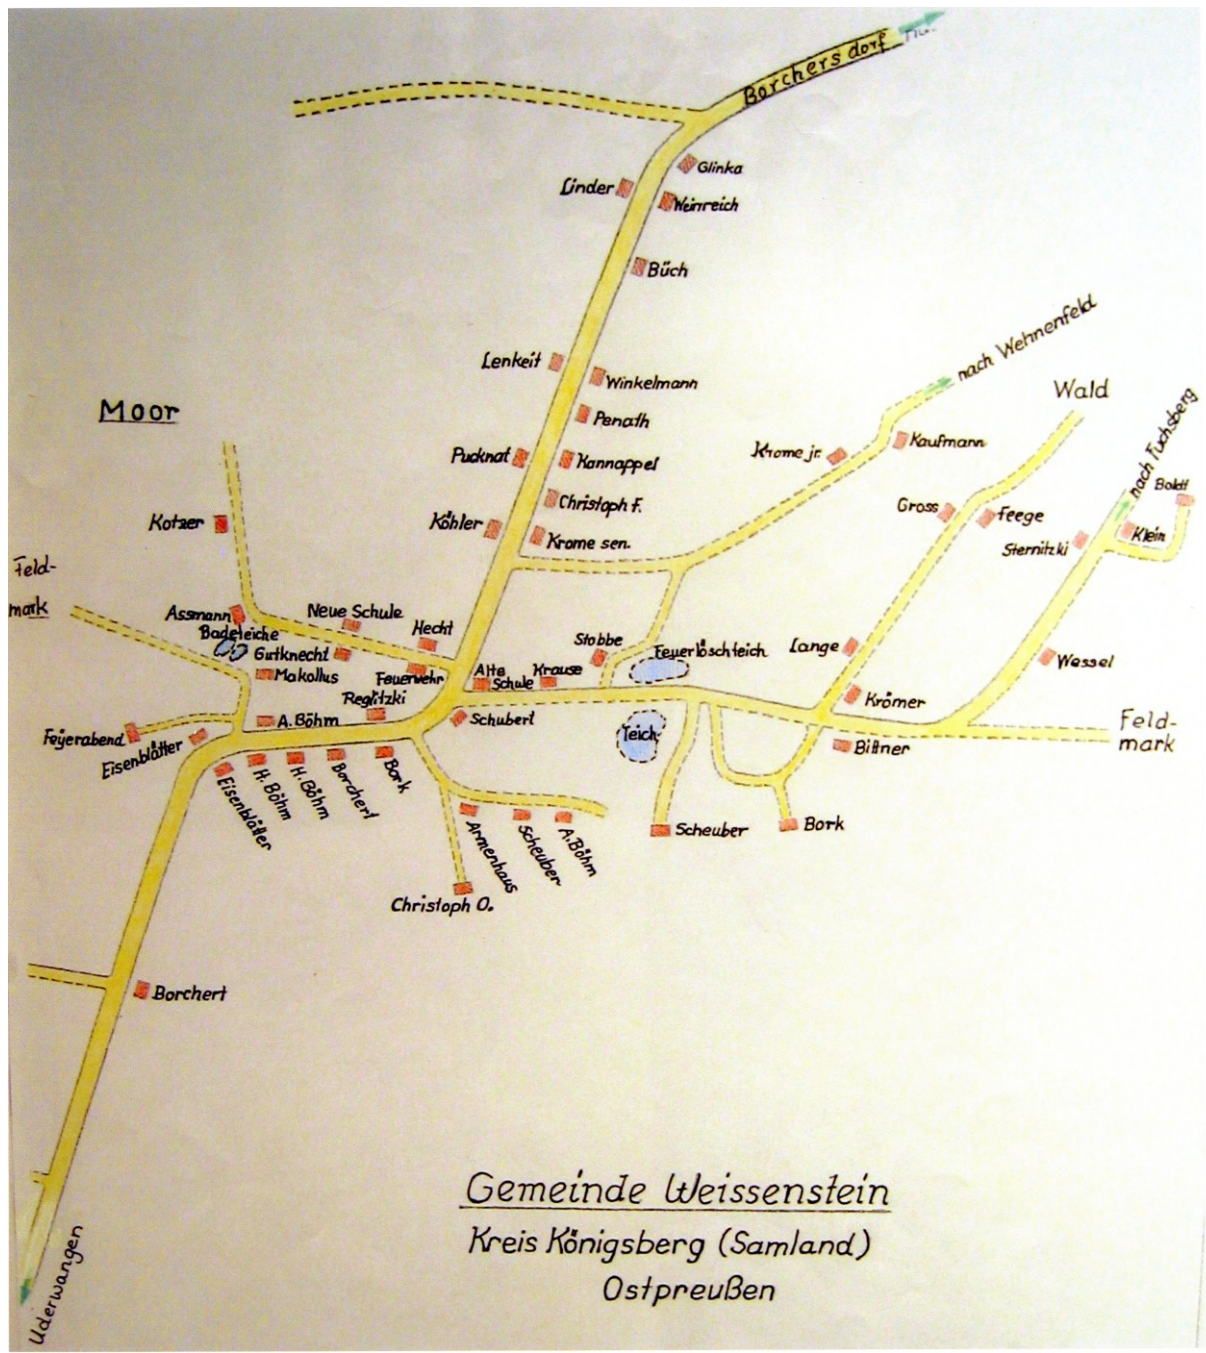 Borchersdorf
Glinka
Linder
Weinreich
Büch
nach Wehnenfeld
Lenkeit
Winkelmann
Wald
Moor
Penath
nach Fuchsberg
Krome jr.
Kaufmann
Pucknat
Kannappel
Boldt
Christoph F.
Gross
Feege
Kotzer
Köhler
Krome sen.
Sternitzki
Klein
Feld-
mark
Assmann
Neue Schule
Badeteiche
Hecht
Gutknecht
Stobbe
Feuerlöschteich
Lange
Wessel
Makollus
Feuerwehr
Alte
Schule
Krause
Reglitzki
Krömer
A. Böhm
Schubert
Feld-
mark
Feyerabend
Eisenblätter
Teich
Bittner
Eisenblätter
H. Böhm
H. Böhm
Borchert
Bork
Armenhaus
Scheuber
A. Böhm
Scheuber
Bork
Christoph O.
Borchert
Gemeinde Weissenstein
Kreis Königsberg (Samland)
Ostpreußen
Uderwangen